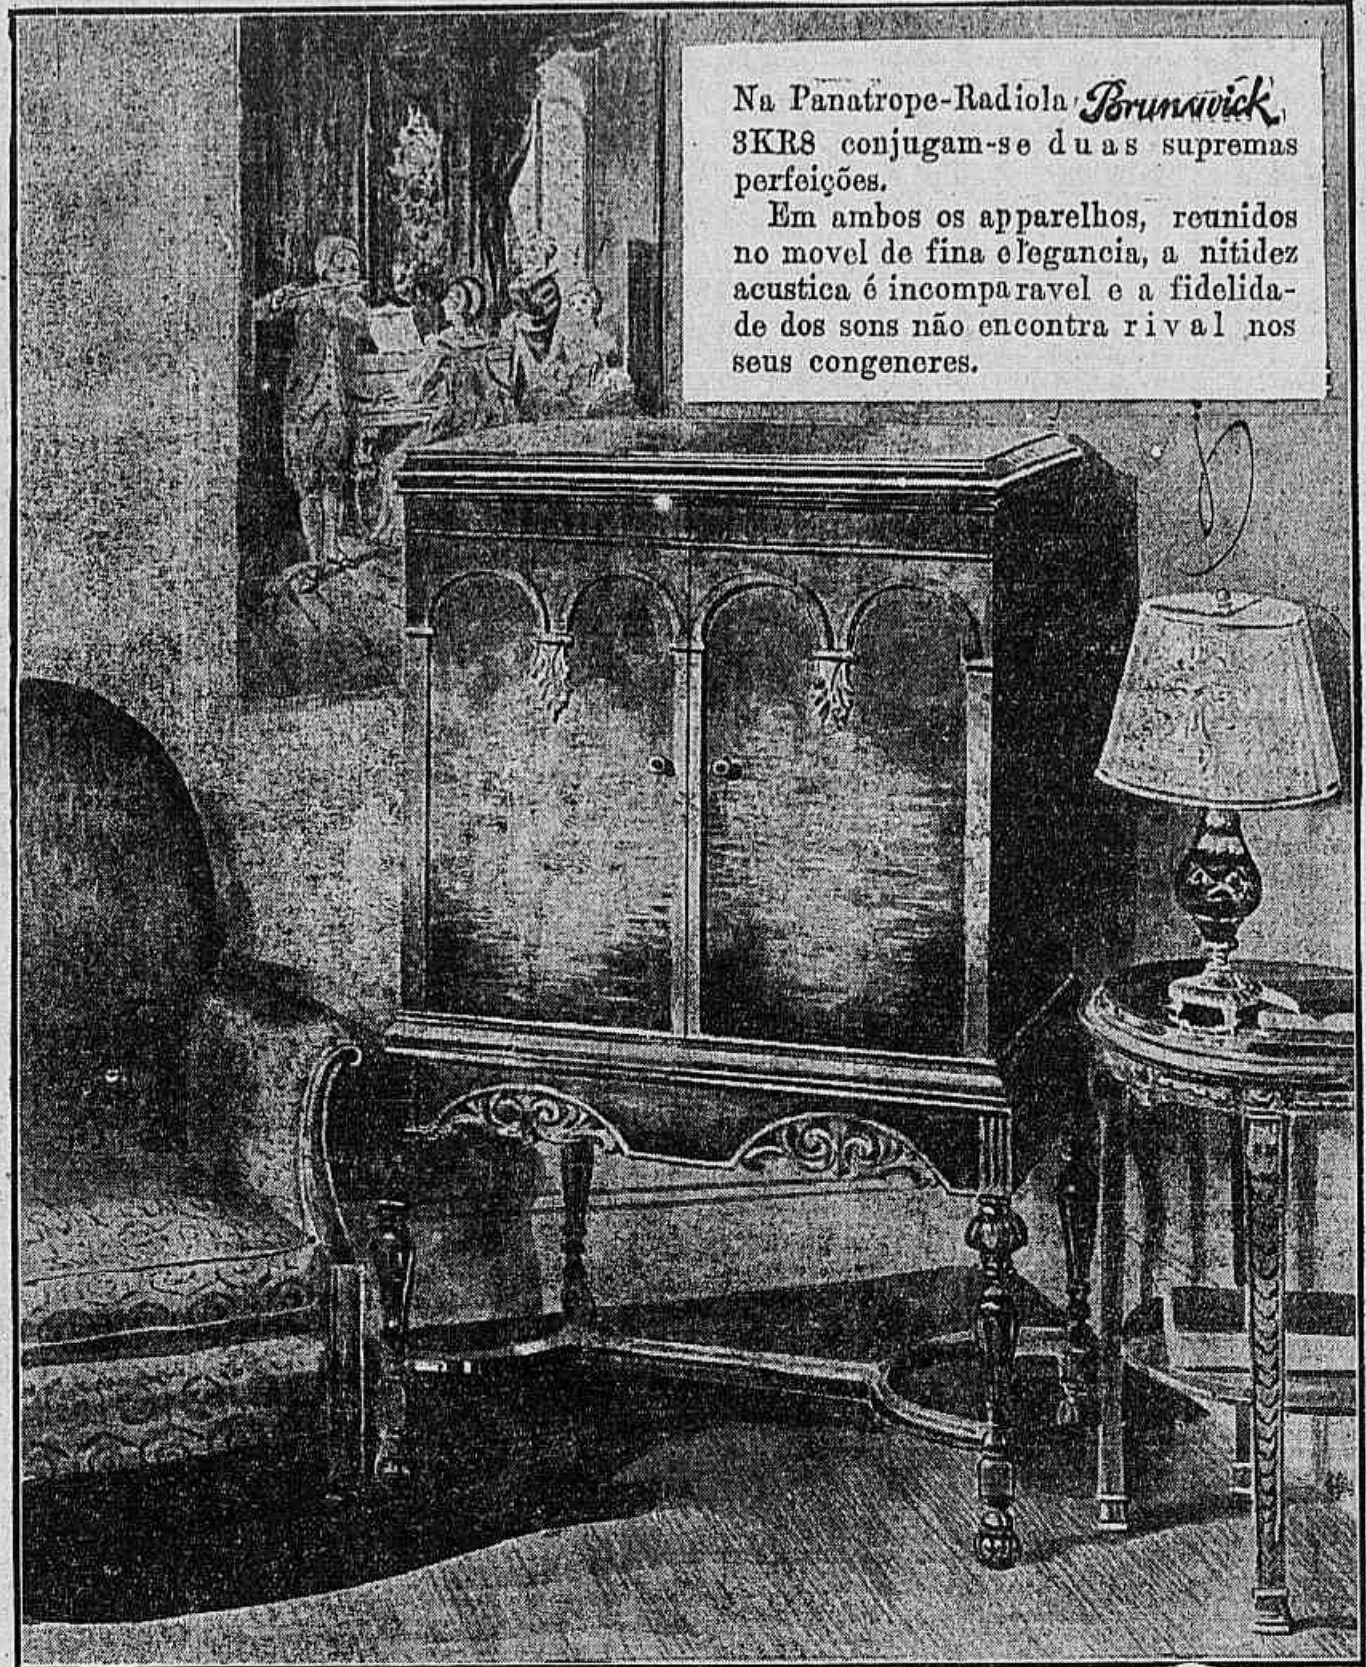 Na Panatrope-Radiola Brunswick,
3KR8 conjugam-se duas supremas
perfeições.
Em ambos os apparelhos, reunidos
no movel de fina elegancia, a nitidez
acustica é incomparavel e a fidelida-
de dos sons não encontra rival nos
seus congeneres.